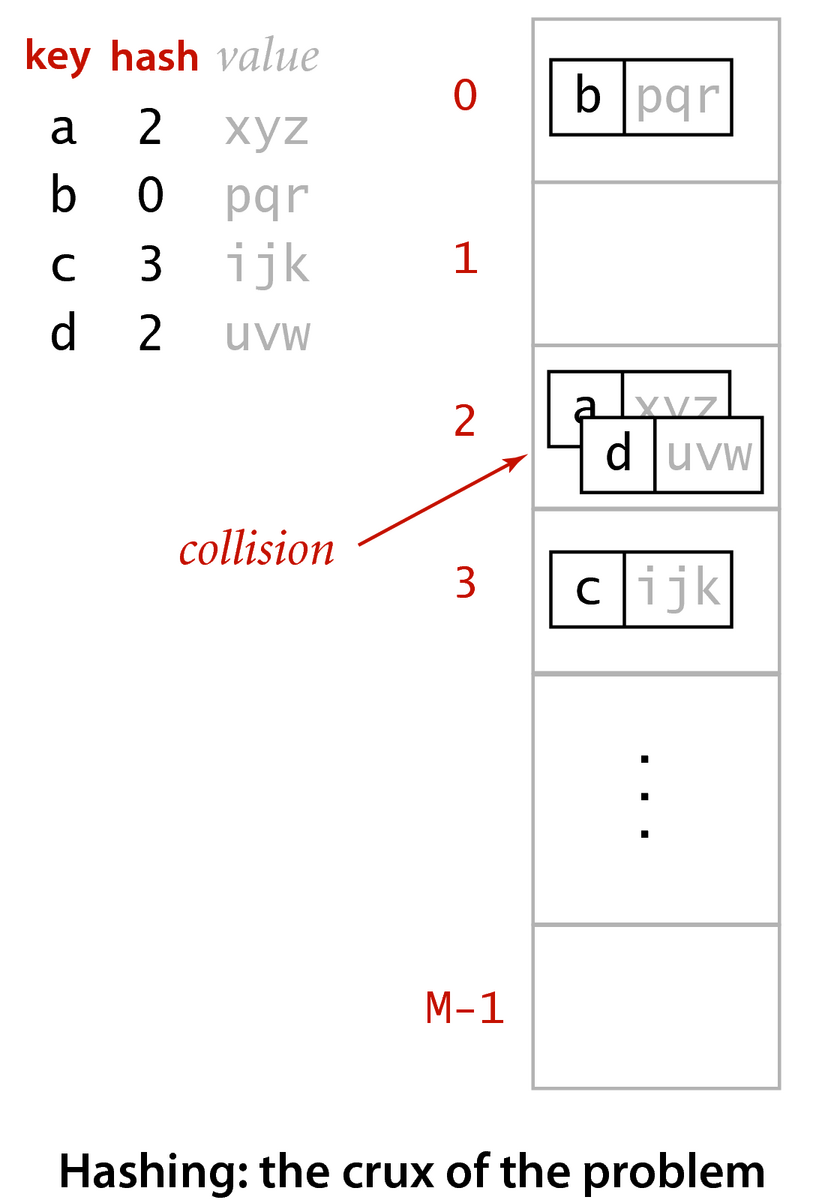 key hash value
a 2 xyz
b 0 pqr
c 3 ijk
d 2 uvw
0
b pqr
1
2
a xyz
d uvw
collision
3
c ijk
.
.
.
M-1
Hashing: the crux of the problem